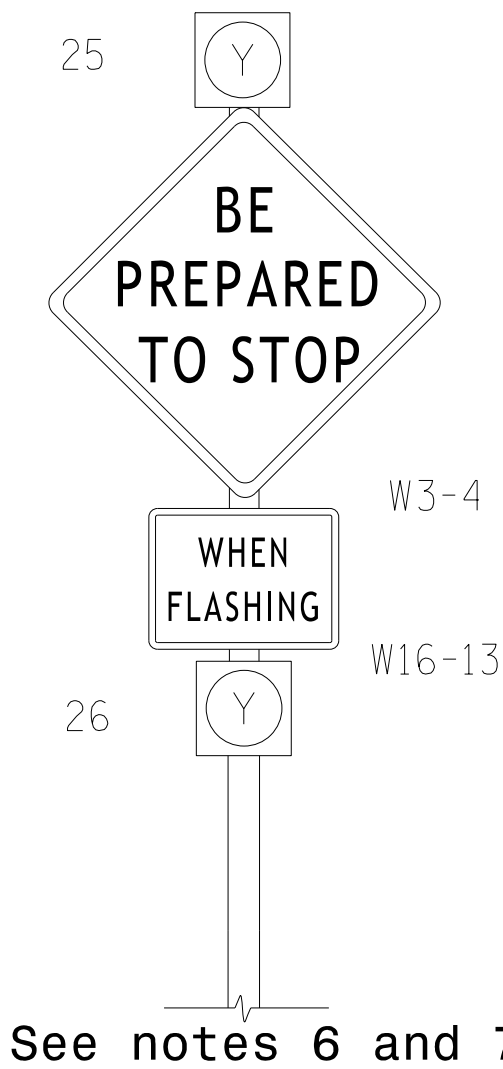 25
Y
BE
PREPARED
TO STOP
W3-4
WHEN
FLASHING
W16-13
26
Y
See notes 6 and 7